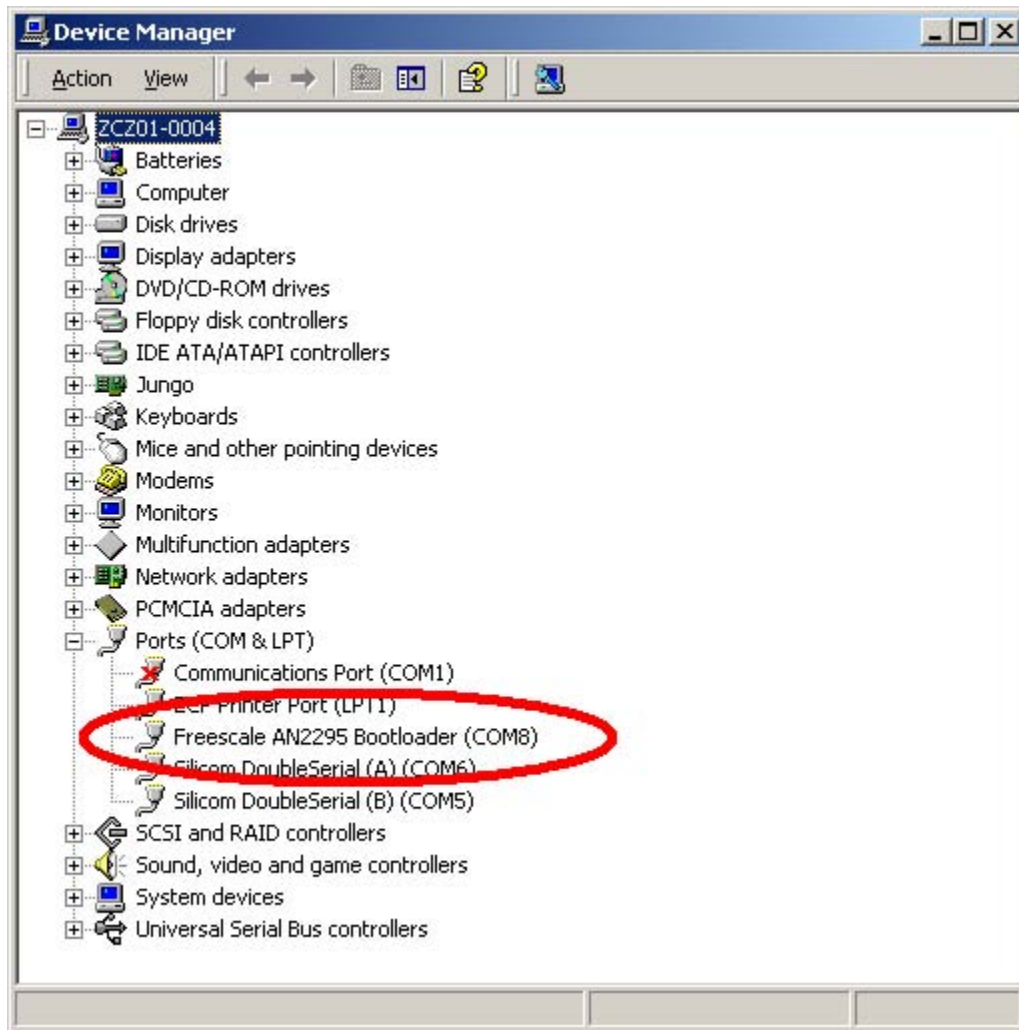 Device Manager
Action View
ZCZ01-0004
Batteries
Computer
Disk drives
Display adapters
DVD/CD-ROM drives
Floppy disk controllers
IDE ATA/ATAPI controllers
Jungo
Keyboards
Mice and other pointing devices
Modems
Monitors
Multifunction adapters
Network adapters
PCMCIA adapters
Ports (COM & LPT)
Communications Port (COM1)
ECP Printer Port (LPT1)
Freescale AN2295 Bootloader (COM8)
Silicom DoubleSerial (A) (COM6)
Silicom DoubleSerial (B) (COM5)
SCSI and RAID controllers
Sound, video and game controllers
System devices
Universal Serial Bus controllers